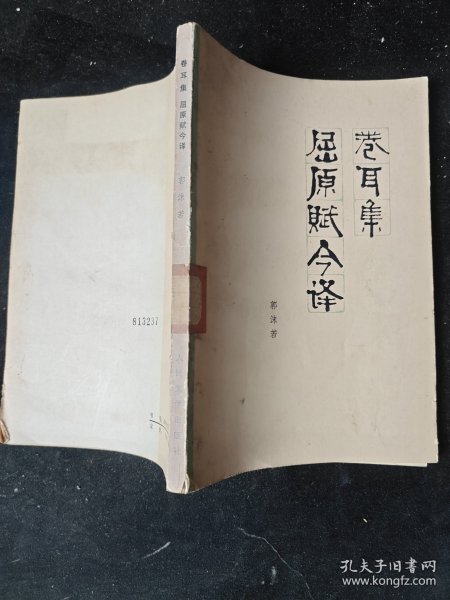 卷耳集
屈原赋今译
郭沫若
卷耳集 屈原赋今译
郭沫若
813237
孔夫子旧书网
www.kongfz.com